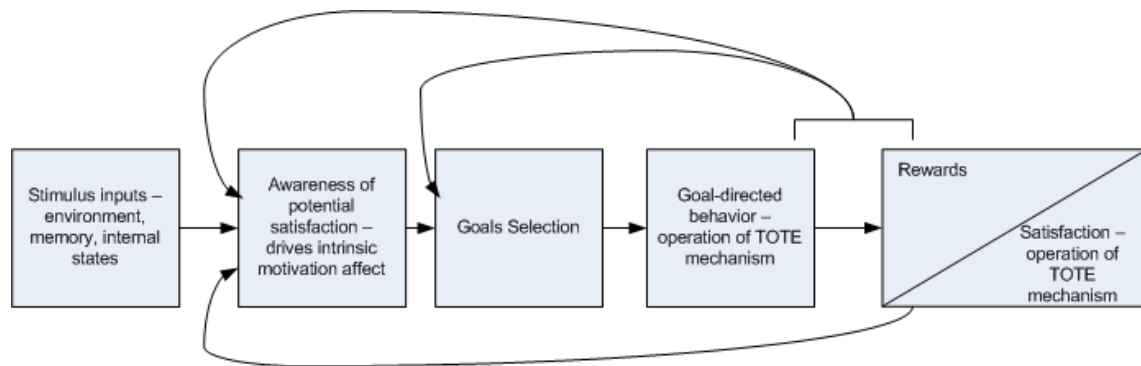 Stimulus inputs –
environment,
memory, internal
states
Awareness of
potential
satisfaction –
drives intrinsic
motivation affect
Goals Selection
Goal-directed
behavior –
operation of TOTE
mechanism
Rewards
Satisfaction –
operation of
TOTE
mechanism